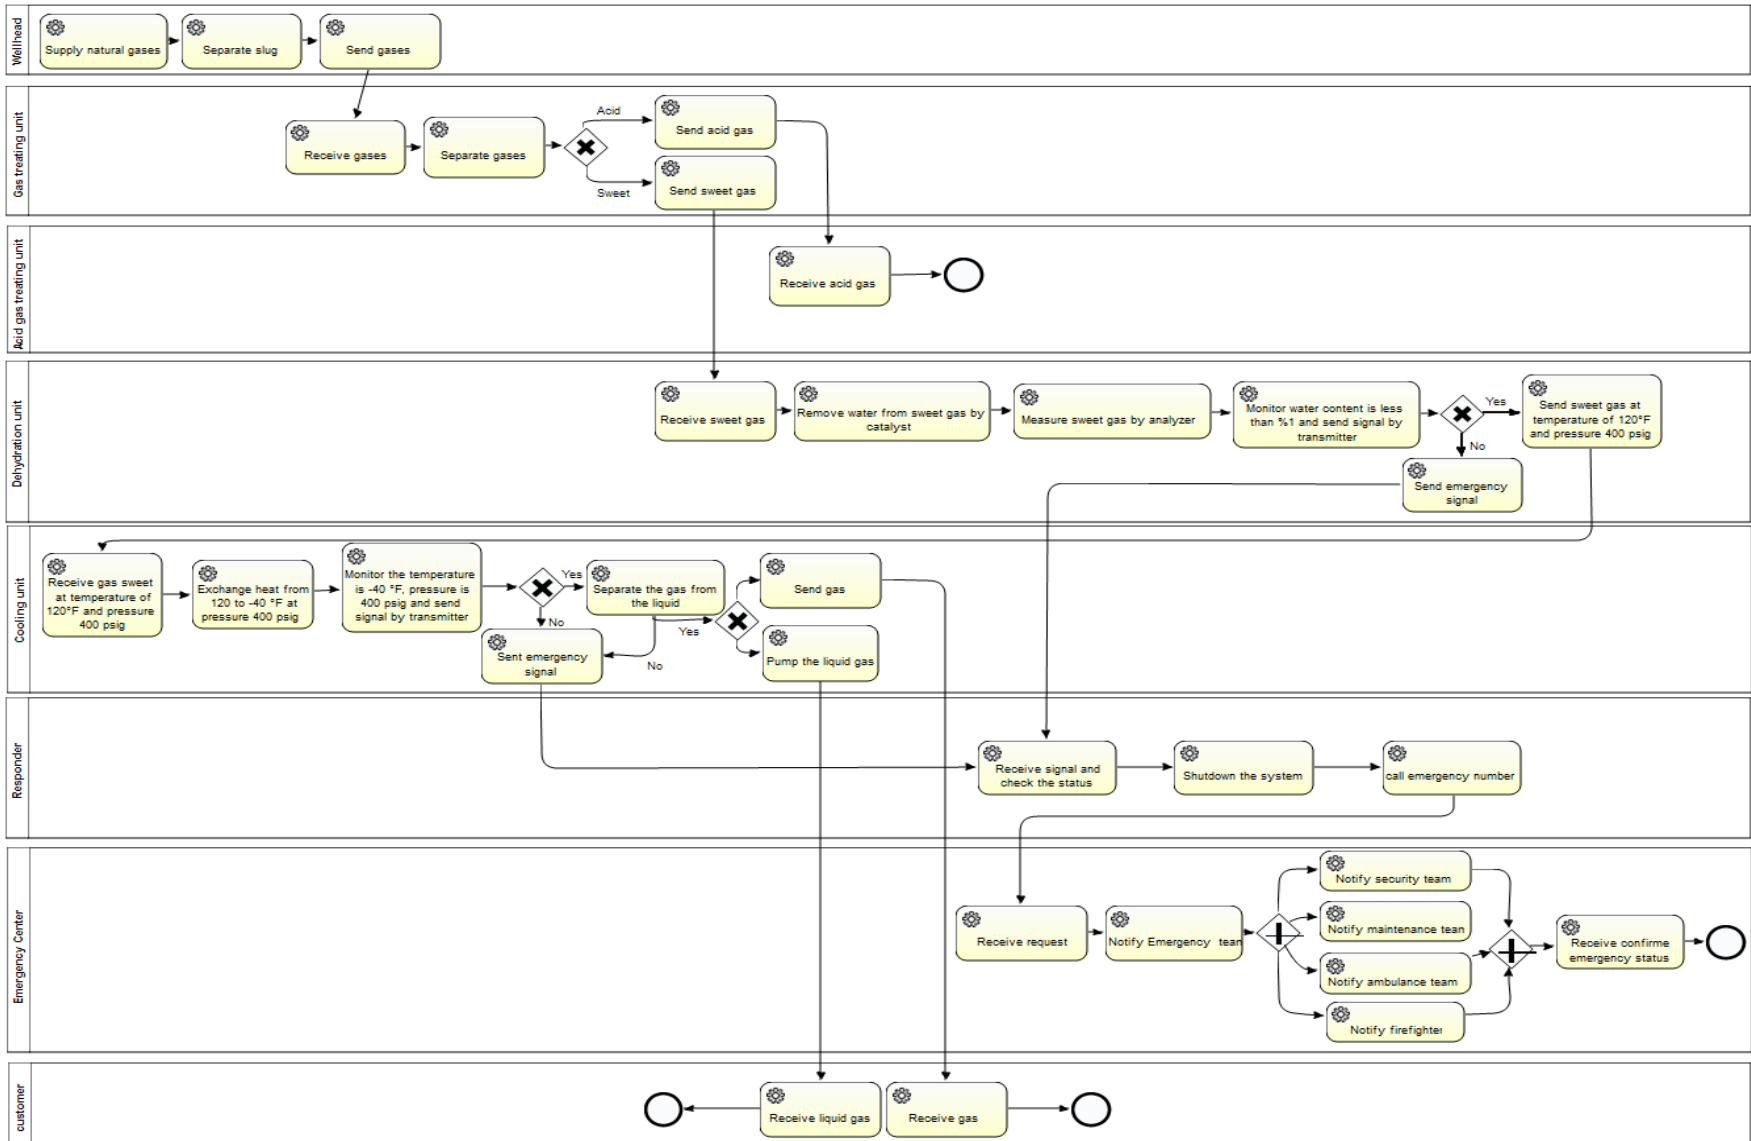 Wellhead
Supply natural gases
Separate slug
Send gases
Gas treating unit
Receive gases
Separate gases
Acid
Sweet
Send acid gas
Send sweet gas
Acid gas treating unit
Receive acid gas
Dehydration unit
Receive sweet gas
Remove water from sweet gas by
catalyst
Measure sweet gas by analyzer
Monitor water content is less
than %1 and send signal by
transmitter
Yes
No
Send sweet gas at
temperature of 120°F
and pressure 400 psig
Send emergency
signal
Cooling unit
Receive gas sweet
at temperature of
120°F and pressure
400 psig
Exchange heat from
120 to -40 °F at
pressure 400 psig
Monitor the temperature
is -40 °F, pressure is
400 psig and send
signal by transmitter
Yes
No
Separate the gas from
the liquid
Sent emergency
signal
Yes
No
Send gas
Pump the liquid gas
Responder
Receive signal and
check the status
Shutdown the system
call emergency number
Emergency Center
Receive request
Notify Emergency tean
Notify security team
Notify maintenance tean
Notify ambulance team
Notify firefighter
Receive confirme
emergency status
customer
Receive liquid gas
Receive gas